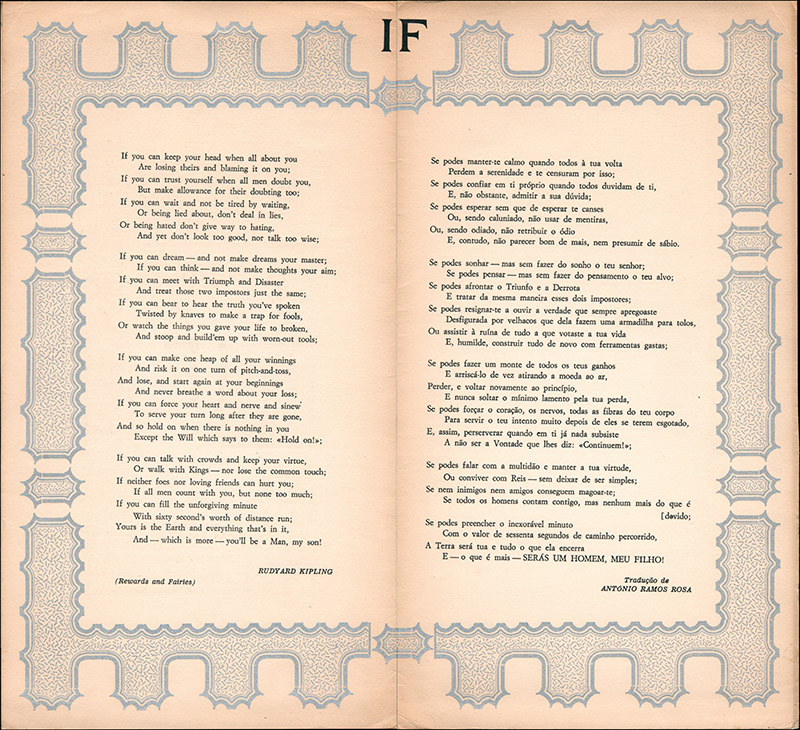 IF
If you can keep your head when all about you
Are losing theirs and blaming it on you;
If you can trust yourself when all men doubt you,
But make allowance for their doubting too;
If you can wait and not be tired by waiting,
Or being lied about, don't deal in lies,
Or being hated don't give way to hating,
And yet don't look too good, nor talk too wise;
If you can dream — and not make dreams your master;
If you can think — and not make thoughts your aim;
If you can meet with Triumph and Disaster
And treat those two impostors just the same;
If you can bear to hear the truth you've spoken
Twisted by knaves to make a trap for fools,
Or watch the things you gave your life to broken,
And stoop and build'em up with worn-out tools;
If you can make one heap of all your winnings
And risk it on one turn of pitch-and-toss,
And lose, and start again at your beginnings
And never breathe a word about your loss;
If you can force your heart and nerve and sinew
To serve your turn long after they are gone,
And so hold on when there is nothing in you
Except the Will which says to them: «Hold on!»;
If you can talk with crowds and keep your virtue,
Or walk with Kings — nor lose the common touch;
If neither foes nor loving friends can hurt you;
If all men count with you, but none too much;
If you can fill the unforgiving minute
With sixty second's worth of distance run;
Yours is the Earth and everything that's in it,
And — which is more — you'll be a Man, my son!
RUDYARD KIPLING
(Rewards and Fairies)
Se podes manter-te calmo quando todos à tua volta
Perdem a serenidade e te censuram por isso;
Se podes confiar em ti próprio quando todos duvidam de ti,
E, não obstante, admitir a sua dúvida;
Se podes esperar sem que de esperar te canses
Ou, sendo caluniado, não usar de mentiras,
Ou, sendo odiado, não retribuir o ódio
E, contudo, não parecer bom de mais, nem presumir de sábio.
Se podes sonhar — mas sem fazer do sonho o teu senhor;
Se podes pensar — mas sem fazer do pensamento o teu alvo;
Se podes afrontar o Triunfo e a Derrota
E tratar da mesma maneira esses dois impostores;
Se podes resignar-te a ouvir a verdade que sempre apregoaste
Desfigurada por velhacos que dela fazem uma armadilha para tolos,
Ou assistir à ruína de tudo a que votaste a tua vida
E, humilde, construir tudo de novo com ferramentas gastas;
Se podes fazer um monte de todos os teus ganhos
E arriscá-lo de vez atirando a moeda ao ar,
Perder, e voltar novamente ao princípio,
E nunca soltar o mínimo lamento pela tua perda,
Se podes forçar o coração, os nervos, todas as fibras do teu corpo
Para servir o teu intento muito depois de eles se terem esgotado,
E, assim, perseverar quando em ti já nada subsiste
A não ser a Vontade que lhes diz: «Continuem!»;
Se podes falar com a multidão e manter a tua virtude,
Ou conviver com Reis — sem deixar de ser simples;
Se nem inimigos nem amigos conseguem magoar-te;
Se todos os homens contam contigo, mas nenhum mais do que é
[devido;
Se podes preencher o inexorável minuto
Com o valor de sessenta segundos de caminho percorrido,
A Terra será tua e tudo o que ela encerra
E — o que é mais — SERÁS UM HOMEM, MEU FILHO!
Tradução de
ANTÓNIO RAMOS ROSA